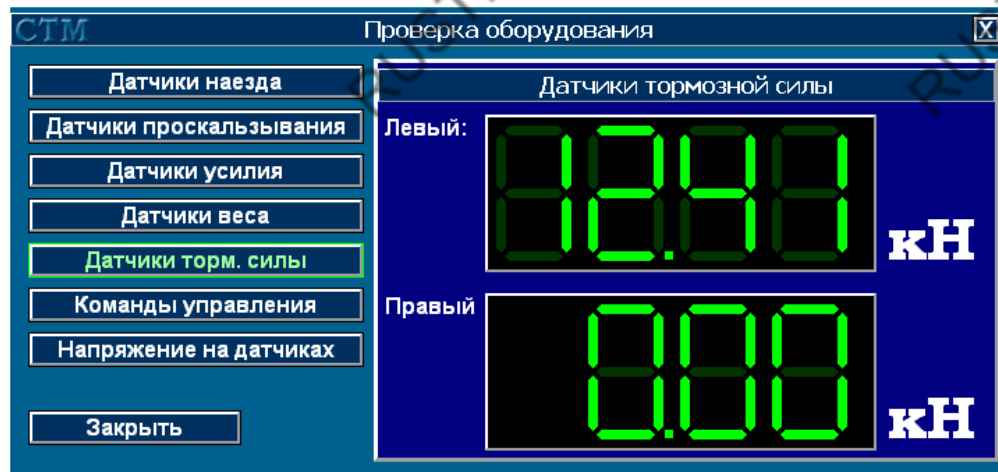 СТМ
Проверка оборудования
X
Датчики наезда
Датчики проскальзывания
Датчики усилия
Датчики веса
Датчики торм. силы
Команды управления
Напряжение на датчиках
Закрыть
Датчики тормозной силы
Левый:
12.41
кН
Правый
0.00
кН